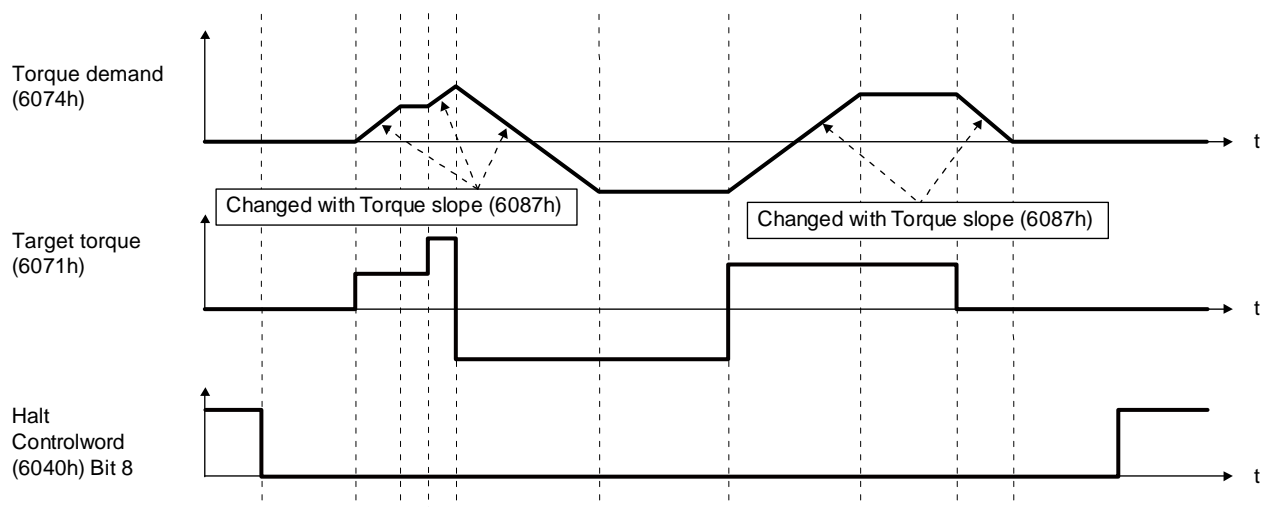 Torque demand
(6074h)
t
Changed with Torque slope (6087h)
Changed with Torque slope (6087h)
Target torque
(6071h)
t
Halt
Controlword
(6040h) Bit 8
t